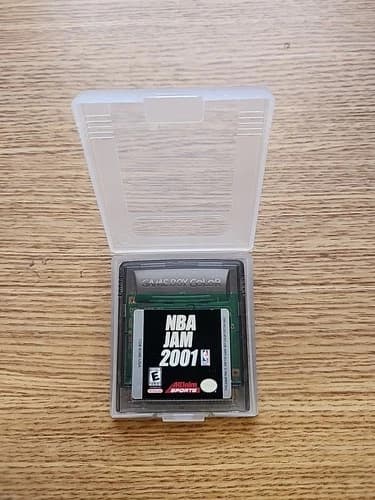 GAME BOY COLOR
NBA
JAM
2001
E
Acclaim
SPORTS